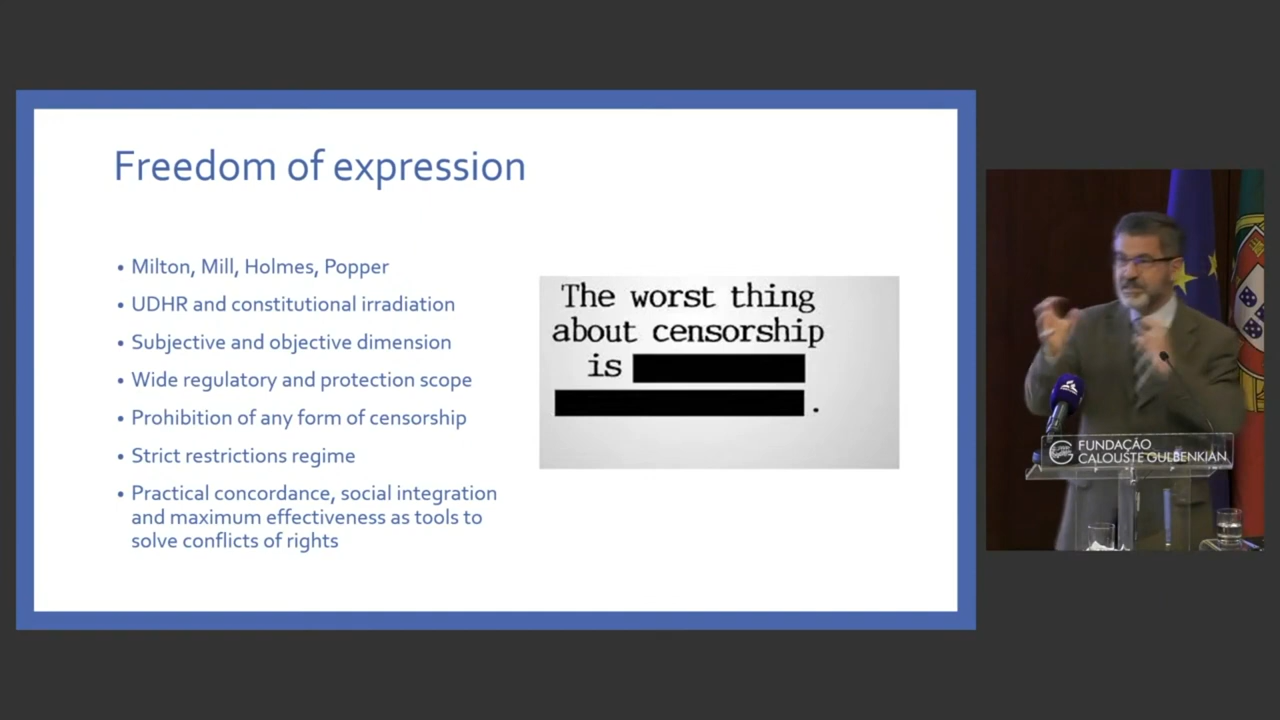 Freedom of expression
• Milton, Mill, Holmes, Popper
• UDHR and constitutional irradiation
• Subjective and objective dimension
• Wide regulatory and protection scope
• Prohibition of any form of censorship
• Strict restrictions regime
• Practical concordance, social integration
and maximum effectiveness as tools to
solve conflicts of rights
The worst thing
about censorship
is
.
FUNDAÇÃO
CALOUSTE GULBENKIAN